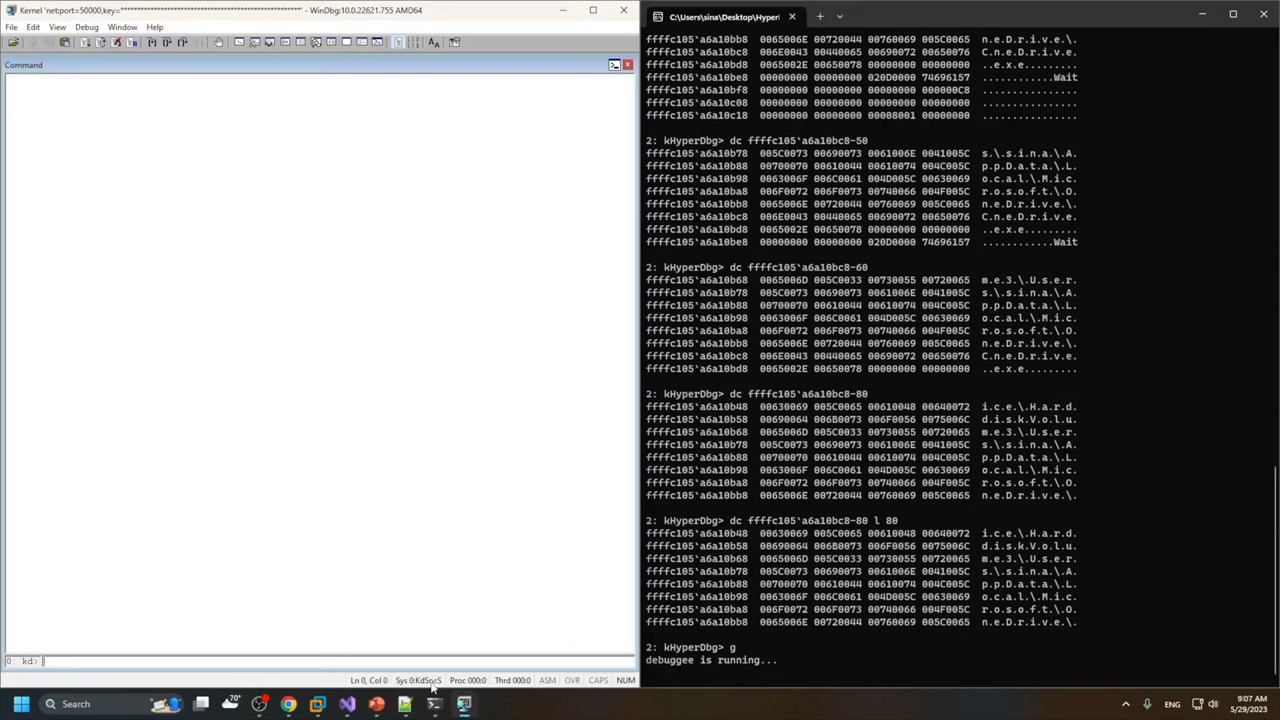 Kernel 'net:port=50000,key=****************************************************' - WinDbg:10.0.22621.755 AMD64
File Edit View Debug Window Help
Command
0: kd>
Ln 0, Col 0 Sys 0:KdSrv:S Proc 000:0 Thrd 000:0 ASM OVR CAPS NUM
C:\Users\sina\Desktop\Hyper
ffffc105`a6a10bb8 0065006E 00720044 00760069 005C0065 n.e.D.r.i.v.e.\.
ffffc105`a6a10bc8 006E0043 00440065 00690072 00650076 C.n.e.D.r.i.v.e.
ffffc105`a6a10bd8 0065002E 00650078 00000000 00000000 ..e.x.e.........
ffffc105`a6a10be8 00000000 00000000 020D0000 74696157 ............Wait
ffffc105`a6a10bf8 00000000 00000000 00000000 000000C8 ................
ffffc105`a6a10c08 00000000 00000000 00000000 00000000 ................
ffffc105`a6a10c18 00000000 00000000 00008001 00000000 ................
2: kHyperDbg> dc ffffc105`a6a10bc8-50
ffffc105`a6a10b78 005C0073 00690073 0061006E 0041005C s.\.s.i.n.a.\.A.
ffffc105`a6a10b88 00700070 00610044 00610074 004C005C p.p.D.a.t.a.\.L.
ffffc105`a6a10b98 0063006F 006C0061 004D005C 00630069 o.c.a.l.\.M.i.c.
ffffc105`a6a10ba8 006F0072 006F0073 00740066 004F005C r.o.s.o.f.t.\.O.
ffffc105`a6a10bb8 0065006E 00720044 00760069 005C0065 n.e.D.r.i.v.e.\.
ffffc105`a6a10bc8 006E0043 00440065 00690072 00650076 C.n.e.D.r.i.v.e.
ffffc105`a6a10bd8 0065002E 00650078 00000000 00000000 ..e.x.e.........
ffffc105`a6a10be8 00000000 00000000 020D0000 74696157 ............Wait
2: kHyperDbg> dc ffffc105`a6a10bc8-60
ffffc105`a6a10b68 0065006D 005C0033 00730055 00720065 m.e.3.\.U.s.e.r.
ffffc105`a6a10b78 005C0073 00690073 0061006E 0041005C s.\.s.i.n.a.\.A.
ffffc105`a6a10b88 00700070 00610044 00610074 004C005C p.p.D.a.t.a.\.L.
ffffc105`a6a10b98 0063006F 006C0061 004D005C 00630069 o.c.a.l.\.M.i.c.
ffffc105`a6a10ba8 006F0072 006F0073 00740066 004F005C r.o.s.o.f.t.\.O.
ffffc105`a6a10bb8 0065006E 00720044 00760069 005C0065 n.e.D.r.i.v.e.\.
ffffc105`a6a10bc8 006E0043 00440065 00690072 00650076 C.n.e.D.r.i.v.e.
ffffc105`a6a10bd8 0065002E 00650078 00000000 00000000 ..e.x.e.........
2: kHyperDbg> dc ffffc105`a6a10bc8-80
ffffc105`a6a10b48 00630069 005C0065 00610048 00640072 i.c.e.\.H.a.r.d.
ffffc105`a6a10b58 00690064 006B0073 006F0056 0075006C d.i.s.k.V.o.l.u.
ffffc105`a6a10b68 0065006D 005C0033 00730055 00720065 m.e.3.\.U.s.e.r.
ffffc105`a6a10b78 005C0073 00690073 0061006E 0041005C s.\.s.i.n.a.\.A.
ffffc105`a6a10b88 00700070 00610044 00610074 004C005C p.p.D.a.t.a.\.L.
ffffc105`a6a10b98 0063006F 006C0061 004D005C 00630069 o.c.a.l.\.M.i.c.
ffffc105`a6a10ba8 006F0072 006F0073 00740066 004F005C r.o.s.o.f.t.\.O.
ffffc105`a6a10bb8 0065006E 00720044 00760069 005C0065 n.e.D.r.i.v.e.\.
2: kHyperDbg> dc ffffc105`a6a10bc8-80 l 80
ffffc105`a6a10b48 00630069 005C0065 00610048 00640072 i.c.e.\.H.a.r.d.
ffffc105`a6a10b58 00690064 006B0073 006F0056 0075006C d.i.s.k.V.o.l.u.
ffffc105`a6a10b68 0065006D 005C0033 00730055 00720065 m.e.3.\.U.s.e.r.
ffffc105`a6a10b78 005C0073 00690073 0061006E 0041005C s.\.s.i.n.a.\.A.
ffffc105`a6a10b88 00700070 00610044 00610074 004C005C p.p.D.a.t.a.\.L.
ffffc105`a6a10b98 0063006F 006C0061 004D005C 00630069 o.c.a.l.\.M.i.c.
ffffc105`a6a10ba8 006F0072 006F0073 00740066 004F005C r.o.s.o.f.t.\.O.
ffffc105`a6a10bb8 0065006E 00720044 00760069 005C0065 n.e.D.r.i.v.e.\.
2: kHyperDbg> g
debuggee is running...
Search
70°
ENG
9:07 AM
5/29/2023